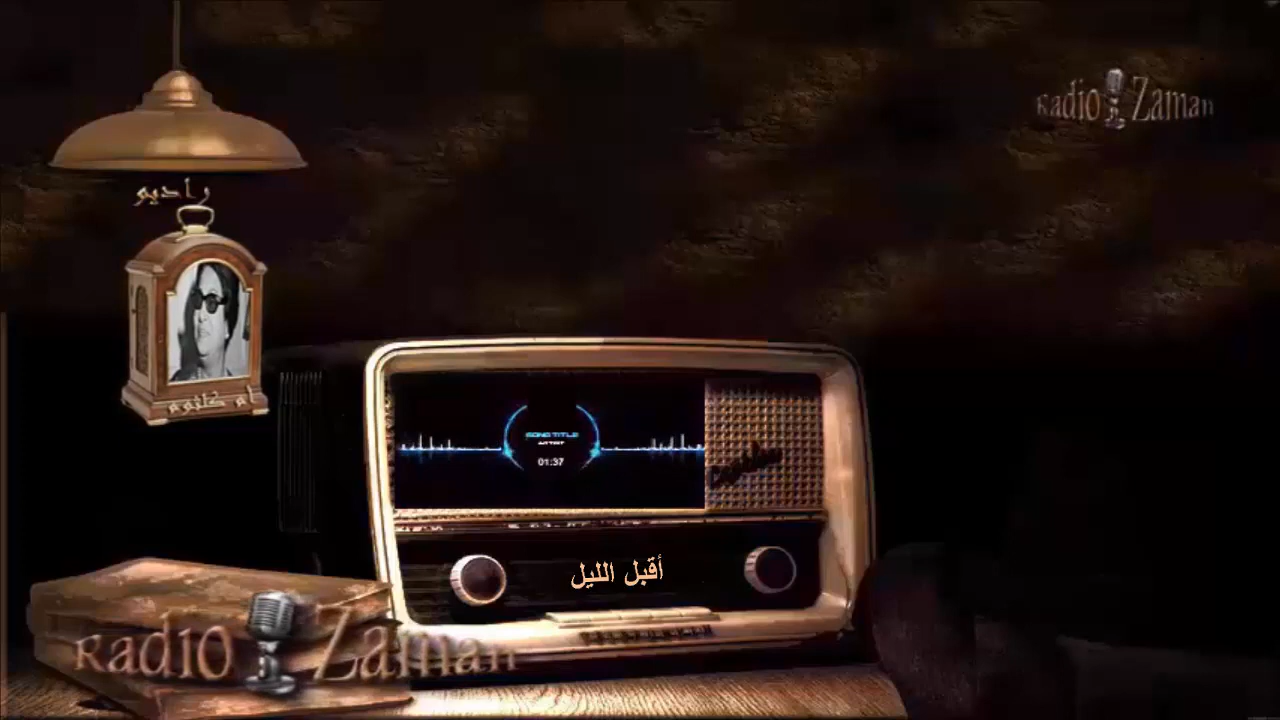 Radio Zaman
راديو
أم كلثوم
SONG TITLE
ARTIST
01:37
أقبل الليل
Radio Zaman